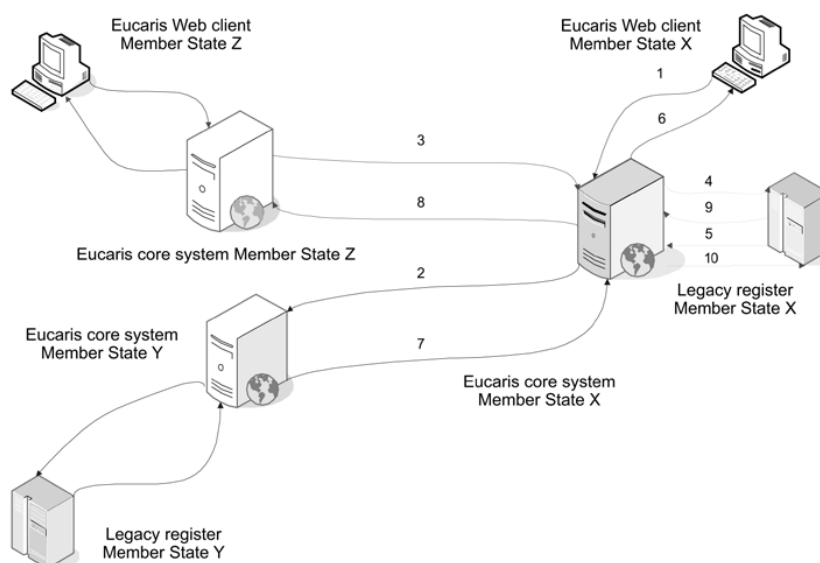 Eucaris Web client
Member State Z
Eucaris Web client
Member State X
1
6
3
4
8
9
5
10
Eucaris core system Member State Z
2
Legacy register
Member State X
Eucaris core system
Member State Y
7
Eucaris core system
Member State X
Legacy register
Member State Y